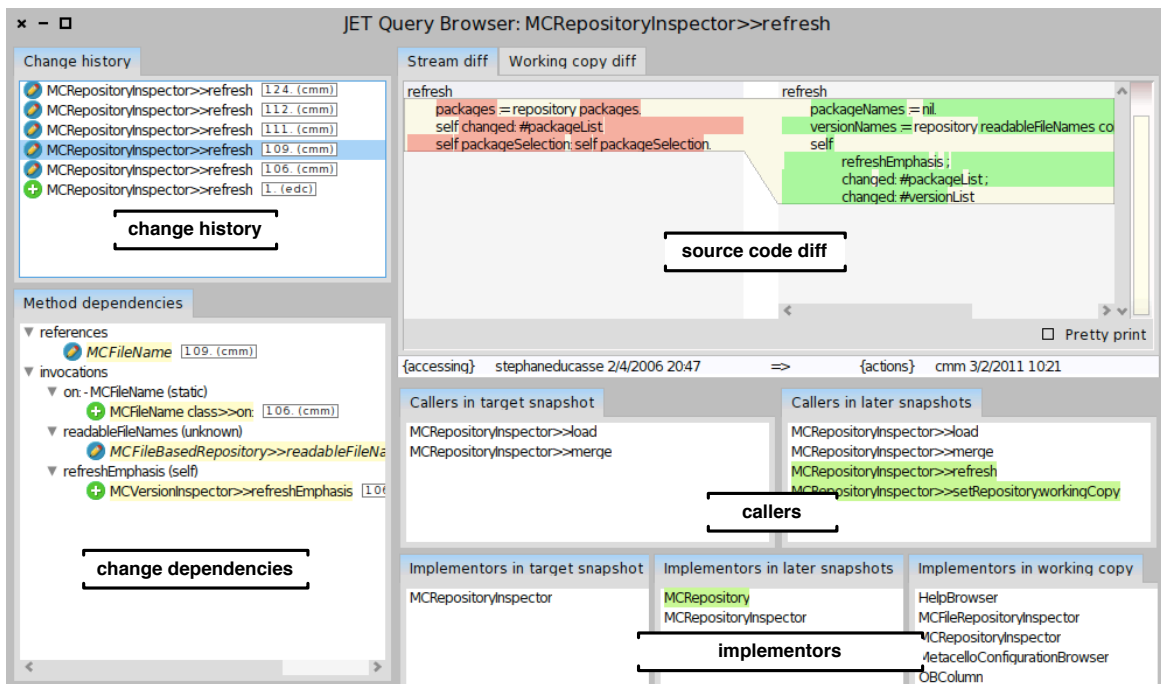 JET Query Browser: MCRepositoryInspector>>refresh
Change history
MCRepositoryInspector>>refresh 124. (cmm)
MCRepositoryInspector>>refresh 112. (cmm)
MCRepositoryInspector>>refresh 111. (cmm)
MCRepositoryInspector>>refresh 109. (cmm)
MCRepositoryInspector>>refresh 106. (cmm)
MCRepositoryInspector>>refresh 1. (edc)
change history
Method dependencies
references
MCFileName 109. (cmm)
invocations
on: - MCFileName (static)
MCFileName class>>on: 106. (cmm)
readableFileNames (unknown)
MCFileBasedRepository>>readableFileNa
refreshEmphasis (self)
MCVersionInspector>>refreshEmphasis 106
change dependencies
Stream diff Working copy diff
refresh
packages := repository packages.
self changed: #packageList.
self packageSelection: self packageSelection.
refresh
packageNames := nil.
versionNames := repository readableFileNames co
self
refreshEmphasis ;
changed: #packageList ;
changed: #versionList
source code diff
Pretty print
{accessing} stephaneducasse 2/4/2006 20:47 => {actions} cmm 3/2/2011 10:21
Callers in target snapshot
MCRepositoryInspector>>load
MCRepositoryInspector>>merge
Callers in later snapshots
MCRepositoryInspector>>load
MCRepositoryInspector>>merge
MCRepositoryInspector>>refresh
MCRepositoryInspector>>setRepository:workingCopy:
callers
Implementors in target snapshot
MCRepositoryInspector
Implementors in later snapshots
MCRepository
MCRepositoryInspector
Implementors in working copy
HelpBrowser
MCFileRepositoryInspector
MCRepositoryInspector
MetacelloConfigurationBrowser
OBColumn
implementors